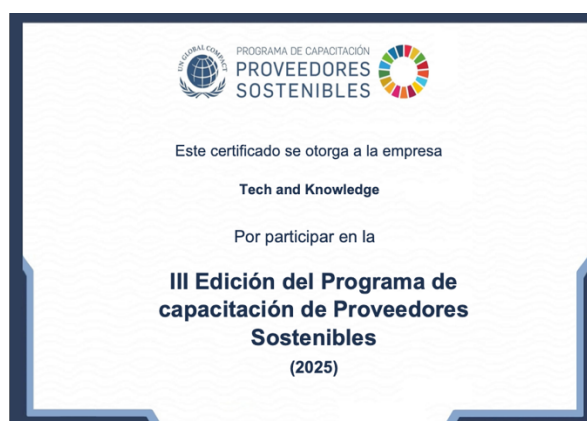 UN GLOBAL COMPACT
PROGRAMA DE CAPACITACIÓN
PROVEEDORES
SOSTENIBLES
Este certificado se otorga a la empresa
Tech and Knowledge
Por participar en la
III Edición del Programa de
capacitación de Proveedores
Sostenibles
(2025)